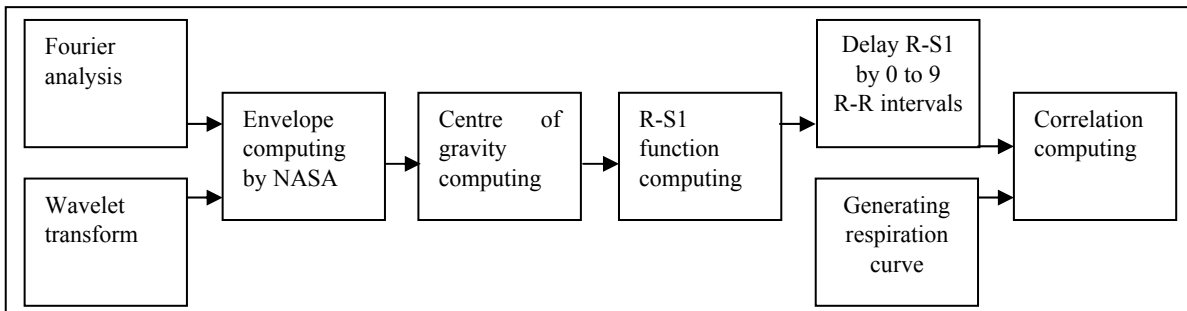 Fourier
analysis
Wavelet
transform
Envelope
computing
by NASA
Centre of
gravity
computing
R-S1
function
computing
Delay R-S1
by 0 to 9
R-R intervals
Generating
respiration
curve
Correlation
computing